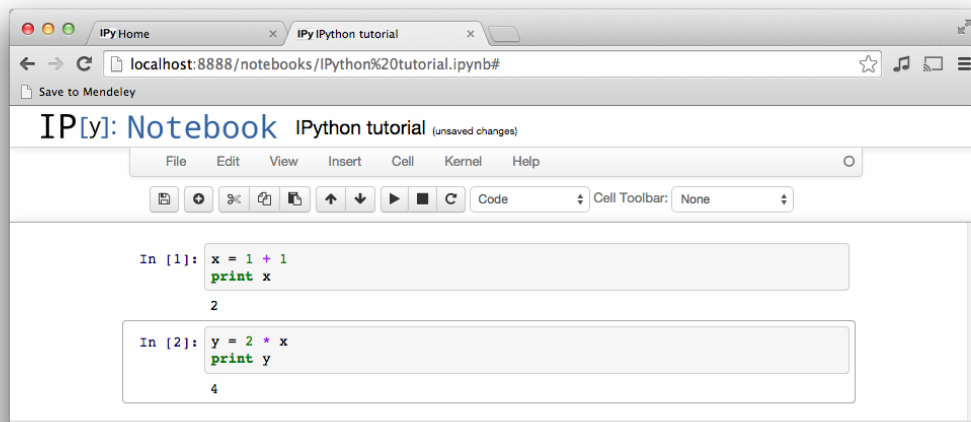 IPy Home × IPy IPython tutorial ×
localhost:8888/notebooks/IPython%20tutorial.ipynb#
Save to Mendeley
IP[y]: Notebook IPython tutorial (unsaved changes)
File Edit View Insert Cell Kernel Help
Code Cell Toolbar: None
In [1]: x = 1 + 1
print x
2
In [2]: y = 2 * x
print y
4